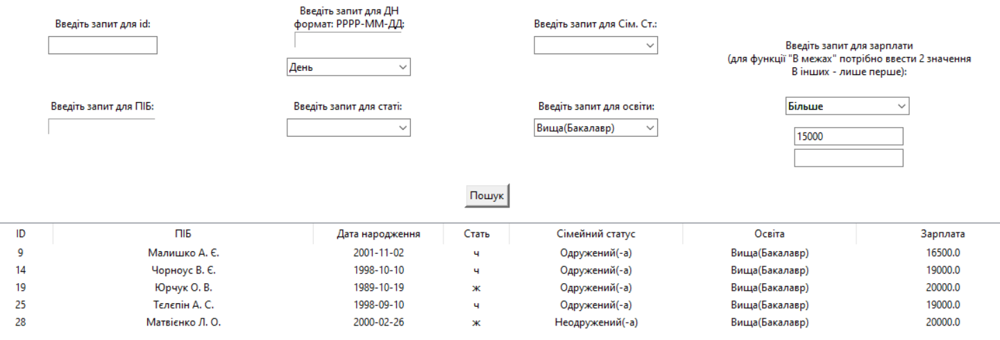 Введіть запит для id:
Введіть запит для ДН
формат: РРРР-ММ-ДД:
День
Введіть запит для Сім. Ст.:
Введіть запит для зарплати
(для функції "В межах" потрібно ввести 2 значення
В інших - лише перше):
Введіть запит для ПІБ:
Введіть запит для статі:
Введіть запит для освіти:
Вища(Бакалавр)
Більше
15000
Пошук
ID ПІБ Дата народження Стать Сімейний статус Освіта Зарплата
9 Малишко А. Є. 2001-11-02 ч Одружений(-а) Вища(Бакалавр) 16500.0
14 Чорноус В. Є. 1998-10-10 ч Одружений(-а) Вища(Бакалавр) 19000.0
19 Юрчук О. В. 1989-10-19 ж Одружений(-а) Вища(Бакалавр) 20000.0
25 Тєлєпін А. С. 1998-09-10 ч Одружений(-а) Вища(Бакалавр) 19000.0
28 Матвієнко Л. О. 2000-02-26 ж Неодружений(-а) Вища(Бакалавр) 20000.0